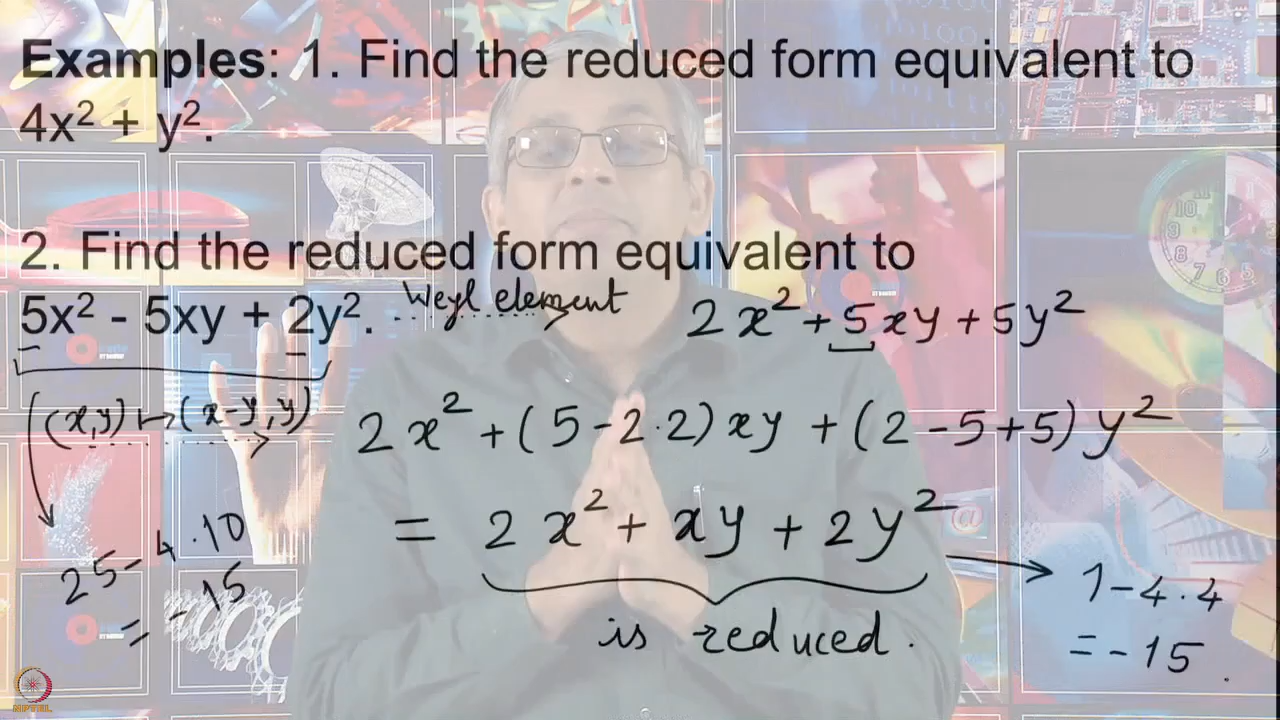 Examples: 1. Find the reduced form equivalent to
4x² + y².
2. Find the reduced form equivalent to
5x² - 5xy + 2y². Weyl element 2x² + 5xy + 5y²
(x,y) ↦ (x-y, y) 2x² + (5-2·2)xy + (2-5+5)y²
= 2x² + xy + 2y²
25-4·10
= -15
1-4·4
= -15.
is reduced.
NPTEL